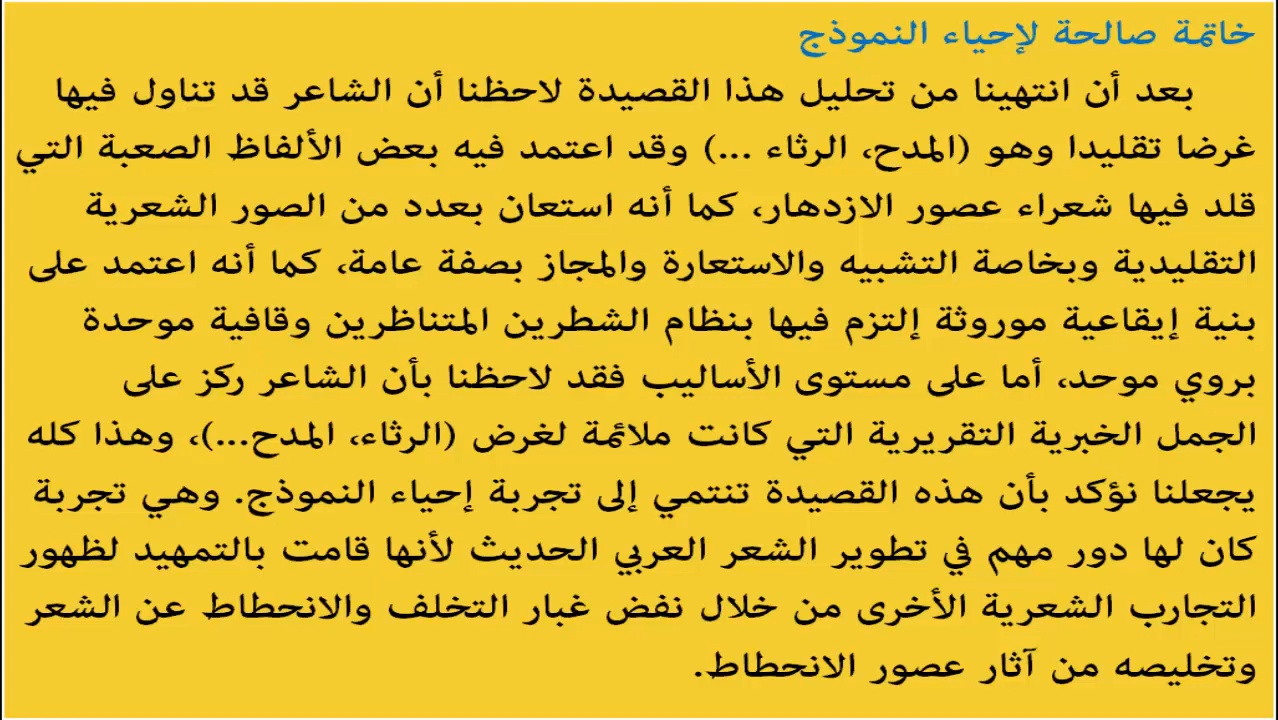 خاتمة صالحة لإحياء النموذج
بعد أن انتهينا من تحليل هذا القصيدة لاحظنا أن الشاعر قد تناول فيها
غرضا تقليدا وهو (المدح، الرثاء ...) وقد اعتمد فيه بعض الألفاظ الصعبة التي
قلد فيها شعراء عصور الازدهار، كما أنه استعان بعدد من الصور الشعرية
التقليدية وبخاصة التشبيه والاستعارة والمجاز بصفة عامة، كما أنه اعتمد على
بنية إيقاعية موروثة إلتزم فيها بنظام الشطرين المتناظرين وقافية موحدة
بروي موحد، أما على مستوى الأساليب فقد لاحظنا بأن الشاعر ركز على
الجمل الخبرية التقريرية التي كانت ملائمة لغرض (الرثاء، المدح...)، وهذا كله
يجعلنا نؤكد بأن هذه القصيدة تنتمي إلى تجربة إحياء النموذج. وهي تجربة
كان لها دور مهم في تطوير الشعر العربي الحديث لأنها قامت بالتمهيد لظهور
التجارب الشعرية الأخرى من خلال نفض غبار التخلف والانحطاط عن الشعر
وتخليصه من آثار عصور الانحطاط.